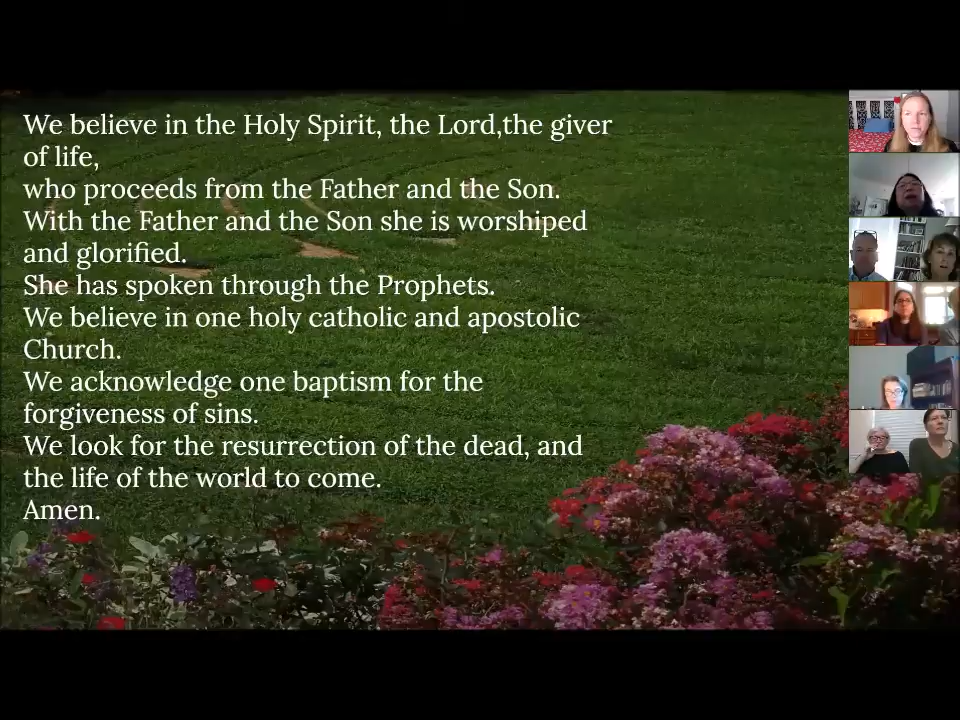 We believe in the Holy Spirit, the Lord,the giver
of life,
who proceeds from the Father and the Son.
With the Father and the Son she is worshiped
and glorified.
She has spoken through the Prophets.
We believe in one holy catholic and apostolic
Church.
We acknowledge one baptism for the
forgiveness of sins.
We look for the resurrection of the dead, and
the life of the world to come.
Amen.